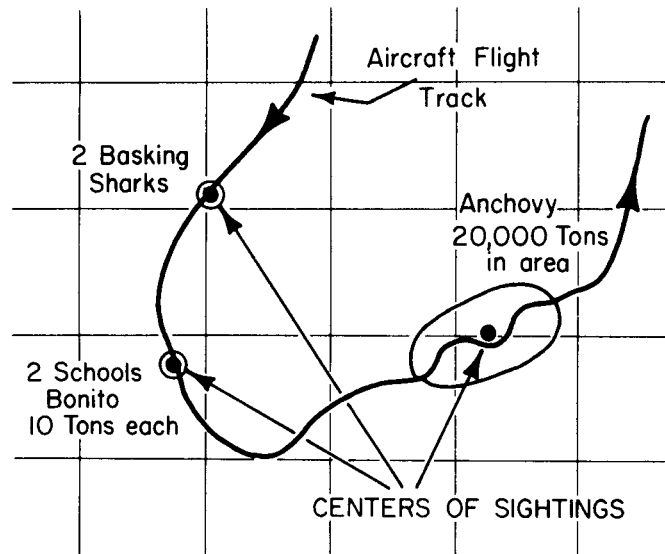 Aircraft Flight
Track
2 Basking
Sharks
Anchovy
20,000 Tons
in area
2 Schools
Bonito
10 Tons each
CENTERS OF SIGHTINGS